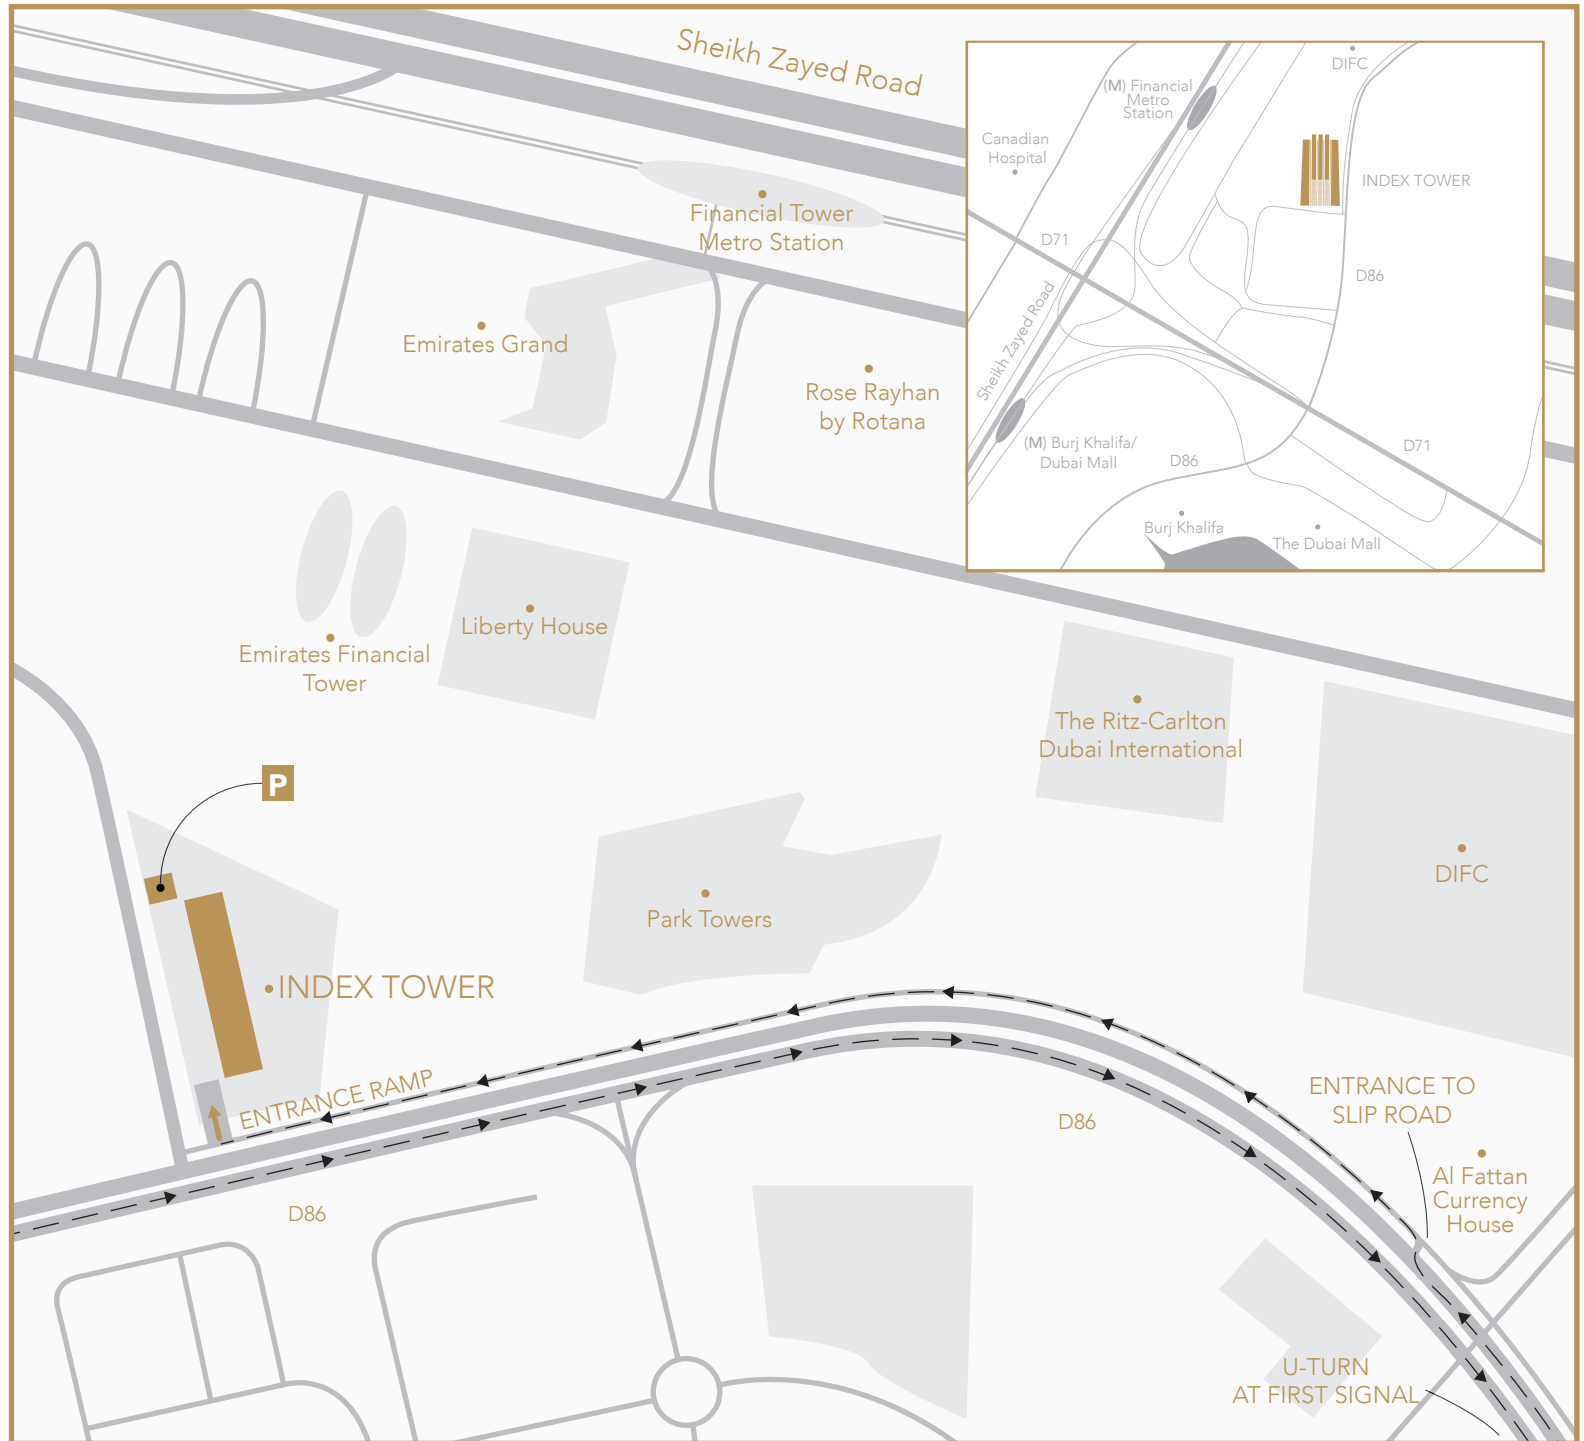 Sheikh Zayed Road
Financial Tower
Metro Station
Emirates Grand
Rose Rayhan
by Rotana
Emirates Financial
Tower
Liberty House
The Ritz-Carlton
Dubai International
P
INDEX TOWER
Park Towers
DIFC
ENTRANCE RAMP
ENTRANCE TO
SLIP ROAD
D86
D86
Al Fattan
Currency
House
U-TURN
AT FIRST SIGNAL
DIFC
(M) Financial
Metro
Station
Canadian
Hospital
INDEX TOWER
D71
D86
Sheikh Zayed Road
(M) Burj Khalifa/
Dubai Mall
D86
D71
Burj Khalifa
The Dubai Mall